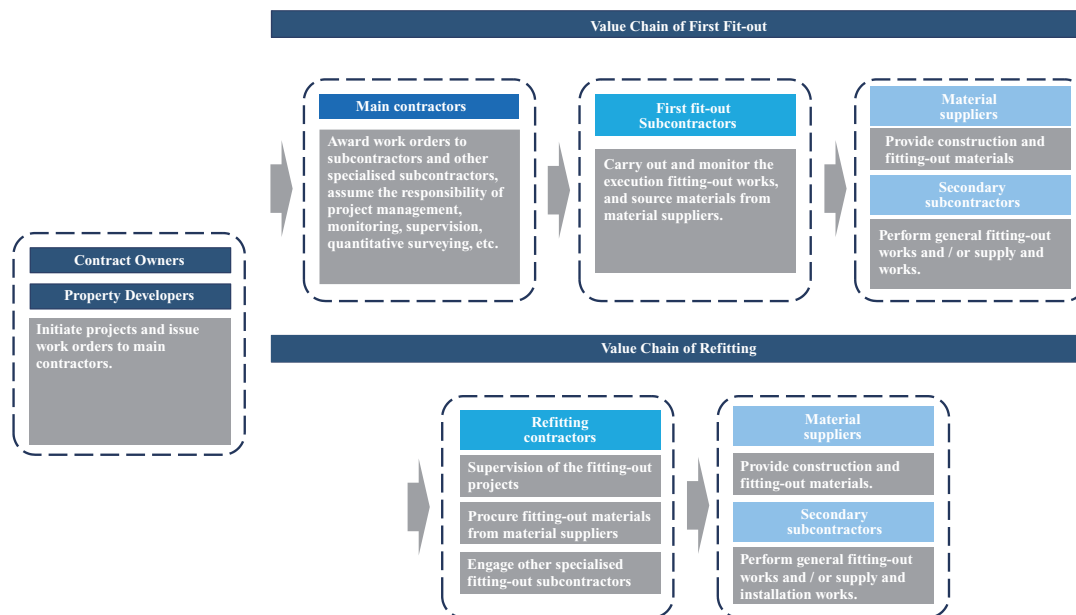 Value Chain of First Fit-out
Main contractors
Award work orders to
subcontractors and other
specialised subcontractors,
assume the responsibility of
project management,
monitoring, supervision,
quantitative surveying, etc.
First fit-out
Subcontractors
Carry out and monitor the
execution fitting-out works,
and source materials from
material suppliers.
Material
suppliers
Provide construction and
fitting-out materials
Secondary
subcontractors
Perform general fitting-out
works and / or supply and
works.
Contract Owners
Property Developers
Initiate projects and issue
work orders to main
contractors.
Value Chain of Refitting
Refitting
contractors
Supervision of the fitting-out
projects
Procure fitting-out materials
from material suppliers
Engage other specialised
fitting-out subcontractors
Material
suppliers
Provide construction and
fitting-out materials.
Secondary
subcontractors
Perform general fitting-out
works and / or supply and
installation works.